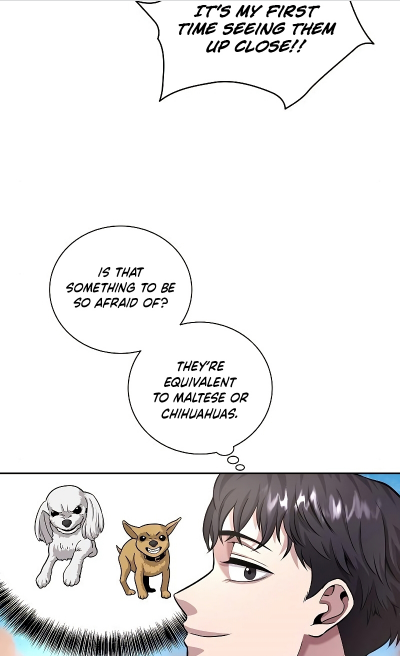 IT'S MY FIRST
TIME SEEING THEM
UP CLOSE!!
IS THAT
SOMETHING TO BE
SO AFRAID OF?
THEY'RE
EQUIVALENT
TO MALTESE OR
CHIHUAHUAS.